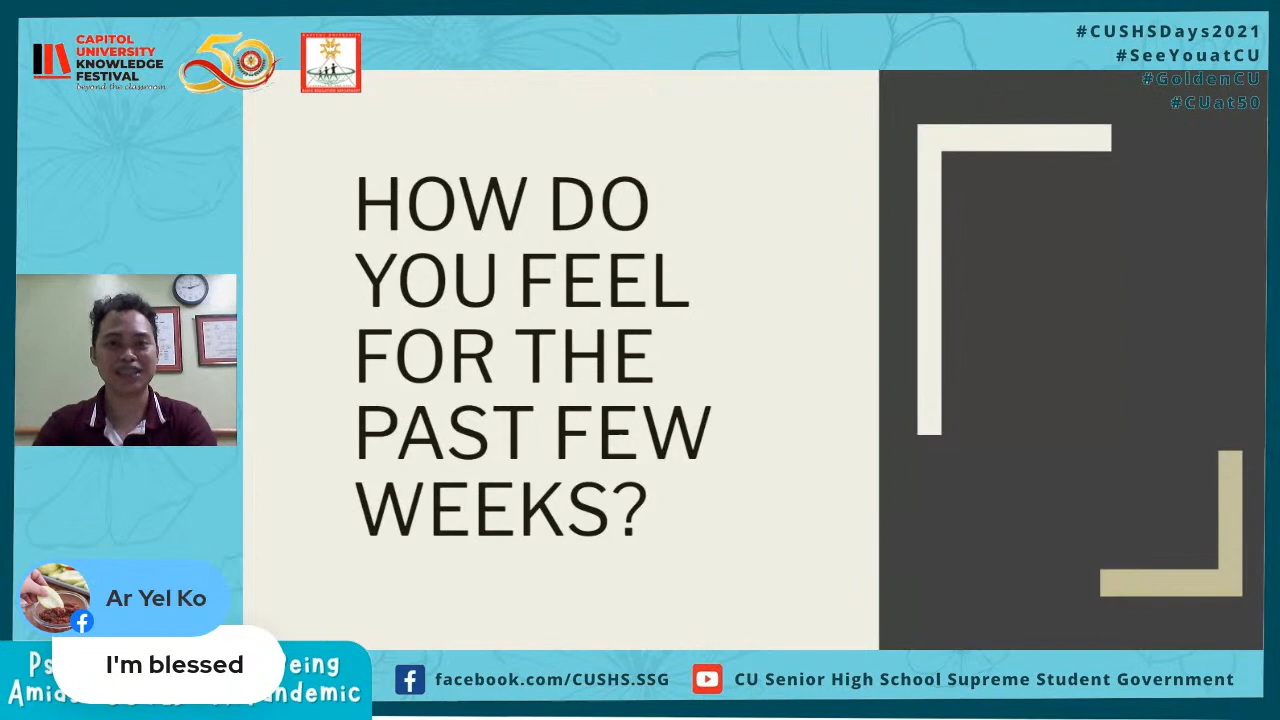 CAPITOL
UNIVERSITY
KNOWLEDGE
FESTIVAL
beyond the classroom
50
#CUSHSDays2021
#SeeYouatCU
#GoldenCU
#CUat50
HOW DO
YOU FEEL
FOR THE
PAST FEW
WEEKS?
Ar Yel Ko
I'm blessed
facebook.com/CUSHS.SSG
CU Senior High School Supreme Student Government